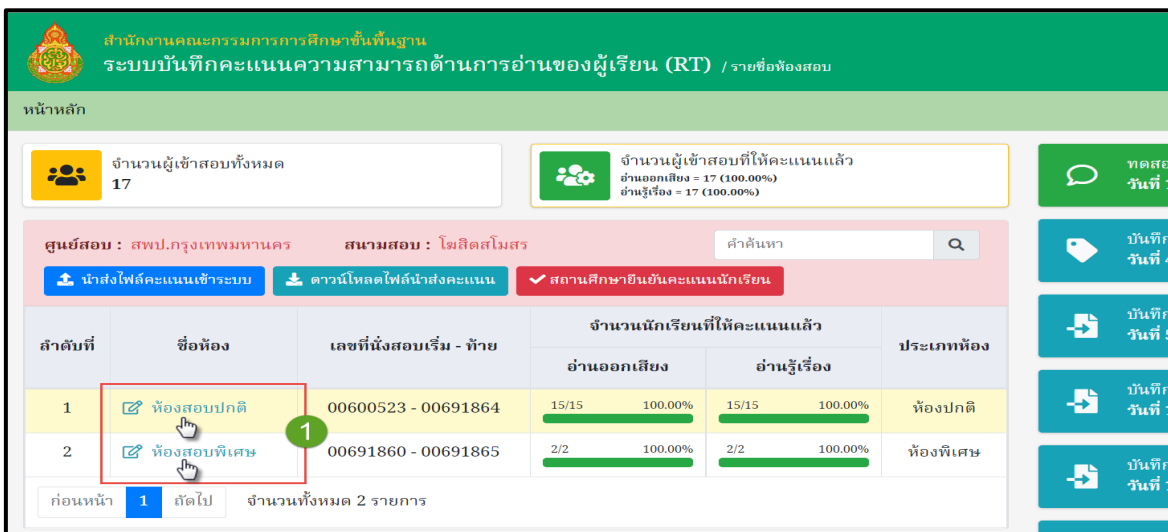 สำนักงานคณะกรรมการการศึกษาขั้นพื้นฐาน
ระบบบันทึกคะแนนความสามารถด้านการอ่านของผู้เรียน (RT) / รายชื่อห้องสอบ
หน้าหลัก
จำนวนผู้เข้าสอบทั้งหมด
17
จำนวนผู้เข้าสอบที่ให้คะแนนแล้ว
อ่านออกเสียง = 17 (100.00%)
อ่านรู้เรื่อง = 17 (100.00%)
ศูนย์สอบ : สพป.กรุงเทพมหานคร สนามสอบ : โฆสิตสโมสร คำค้นหา
นำส่งไฟล์คะแนนเข้าระบบ ดาวน์โหลดไฟล์นำส่งคะแนน สถานศึกษายืนยันคะแนนนักเรียน
ลำดับที่ ชื่อห้อง เลขที่นั่งสอบเริ่ม - ท้าย จำนวนนักเรียนที่ให้คะแนนแล้ว ประเภทห้อง
อ่านออกเสียง อ่านรู้เรื่อง
1 ห้องสอบปกติ 00600523 - 00691864 15/15 100.00% 15/15 100.00% ห้องปกติ
1
2 ห้องสอบพิเศษ 00691860 - 00691865 2/2 100.00% 2/2 100.00% ห้องพิเศษ
ก่อนหน้า 1 ถัดไป จำนวนทั้งหมด 2 รายการ
วันที่
วันที่
วันที่
วันที่
วันที่